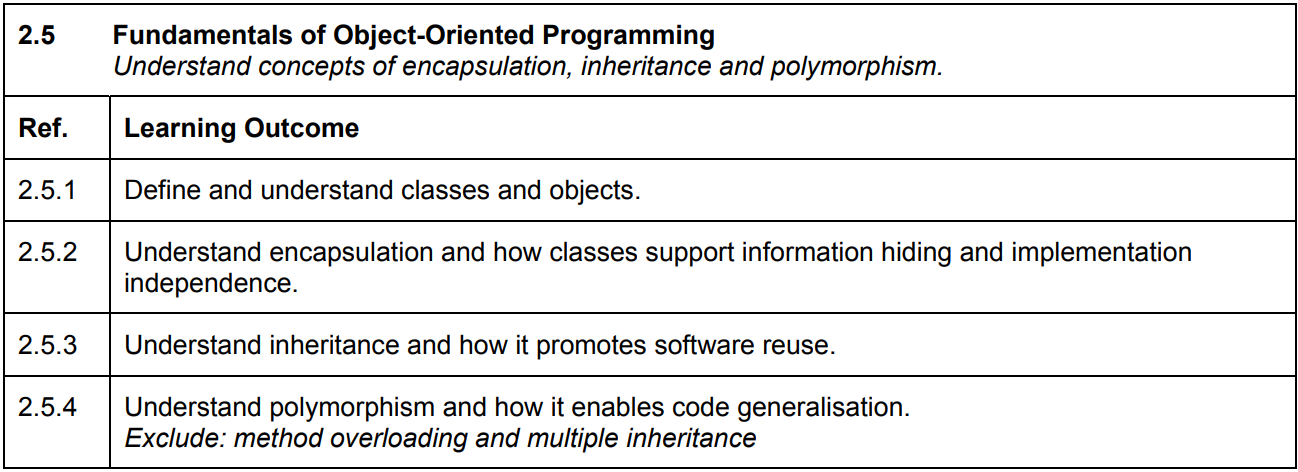 2.5 Fundamentals of Object-Oriented Programming
Understand concepts of encapsulation, inheritance and polymorphism.
Ref. Learning Outcome
2.5.1 Define and understand classes and objects.
2.5.2 Understand encapsulation and how classes support information hiding and implementation
independence.
2.5.3 Understand inheritance and how it promotes software reuse.
2.5.4 Understand polymorphism and how it enables code generalisation.
Exclude: method overloading and multiple inheritance